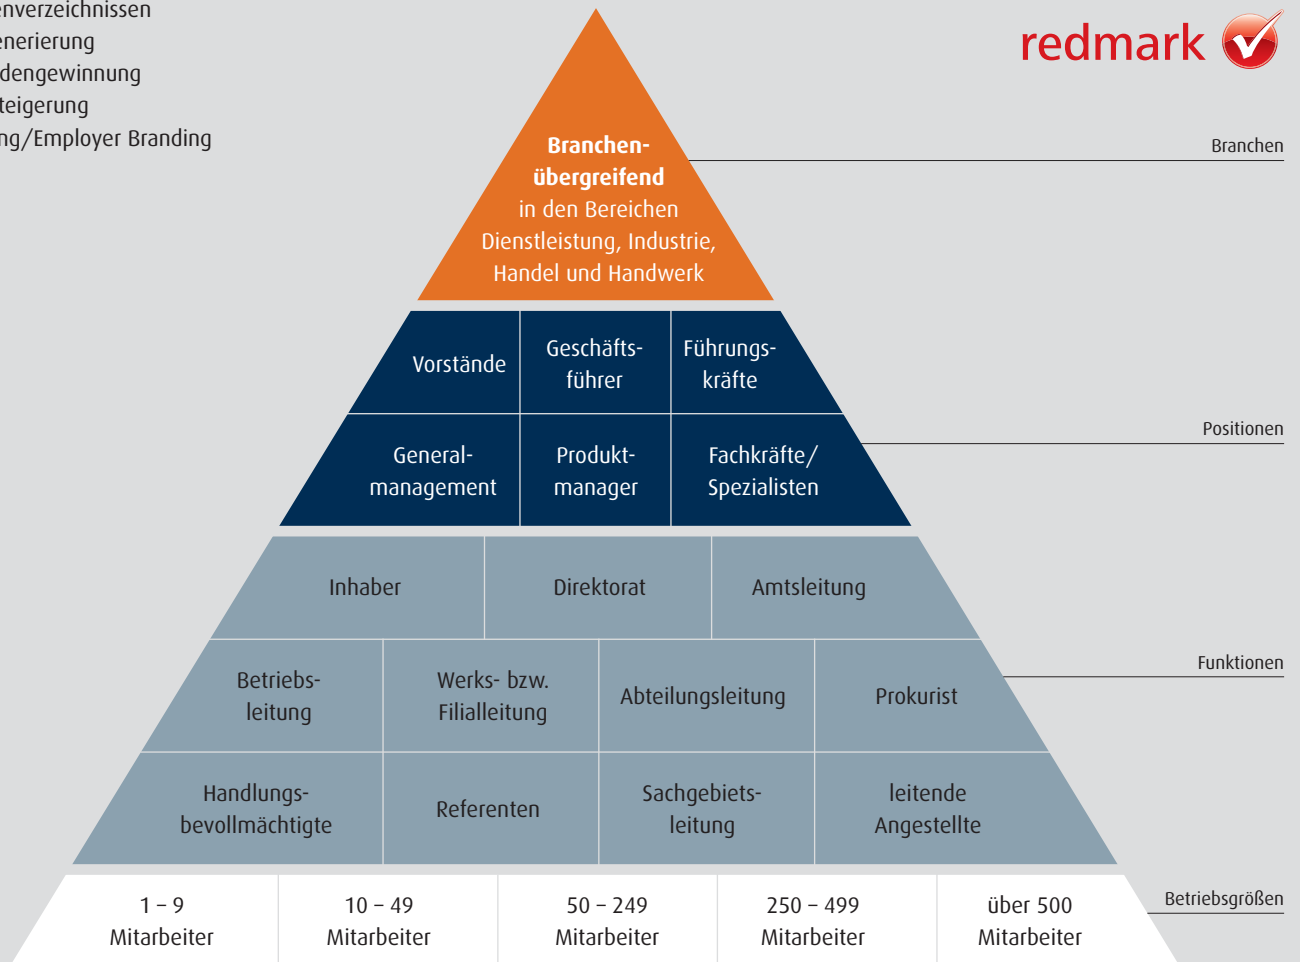 enverzeichnissen
enerierung
dengewinnung
teigerung
ng/Employer Branding
redmark
Branchen-
übergreifend
in den Bereichen
Dienstleistung, Industrie,
Handel und Handwerk
Branchen
Vorstände
Geschäfts-
führer
Führungs-
kräfte
General-
management
Produkt-
manager
Fachkräfte/
Spezialisten
Positionen
Inhaber
Direktorat
Amtsleitung
Betriebs-
leitung
Werks- bzw.
Filialleitung
Abteilungsleitung
Prokurist
Funktionen
Handlungs-
bevollmächtigte
Referenten
Sachgebiets-
leitung
leitende
Angestellte
1 – 9
Mitarbeiter
10 – 49
Mitarbeiter
50 – 249
Mitarbeiter
250 – 499
Mitarbeiter
über 500
Mitarbeiter
Betriebsgrößen